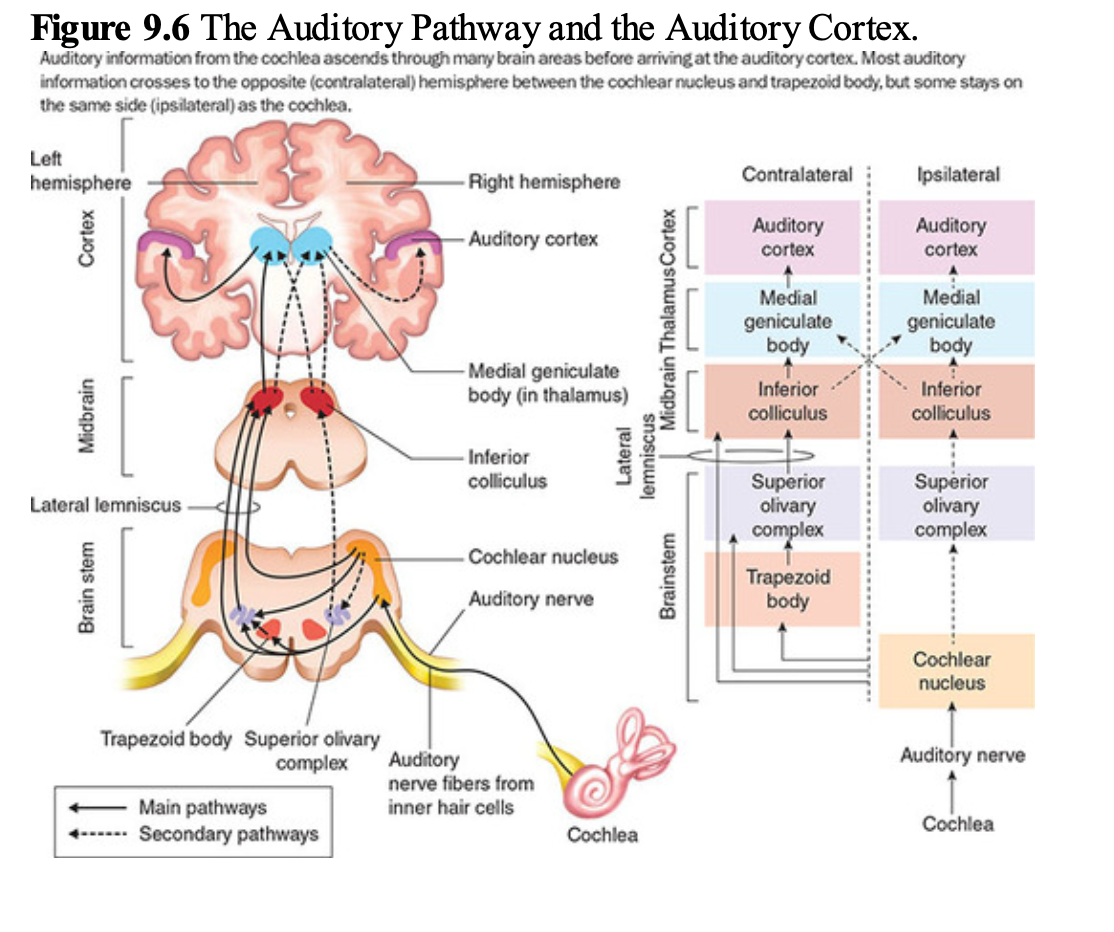 Figure 9.6 The Auditory Pathway and the Auditory Cortex.
Auditory information from the cochlea ascends through many brain areas before arriving at the auditory cortex. Most auditory
information crosses to the opposite (contralateral) hemisphere between the cochlear nucleus and trapezoid body, but some stays on
the same side (ipsilateral) as the cochlea.
Left
hemisphere
Right hemisphere
Cortex
Auditory cortex
Medial geniculate
body (in thalamus)
Midbrain
Inferior
colliculus
Lateral lemniscus
Brain stem
Cochlear nucleus
Auditory nerve
Trapezoid body
Superior olivary
complex
Auditory
nerve fibers from
inner hair cells
Cochlea
Main pathways
Secondary pathways
Contralateral
Ipsilateral
Cortex
Auditory
cortex
Auditory
cortex
Thalamus
Medial
geniculate
body
Medial
geniculate
body
Midbrain
Inferior
colliculus
Inferior
colliculus
Lateral
lemniscus
Brainstem
Superior
olivary
complex
Superior
olivary
complex
Trapezoid
body
Cochlear
nucleus
Auditory nerve
Cochlea